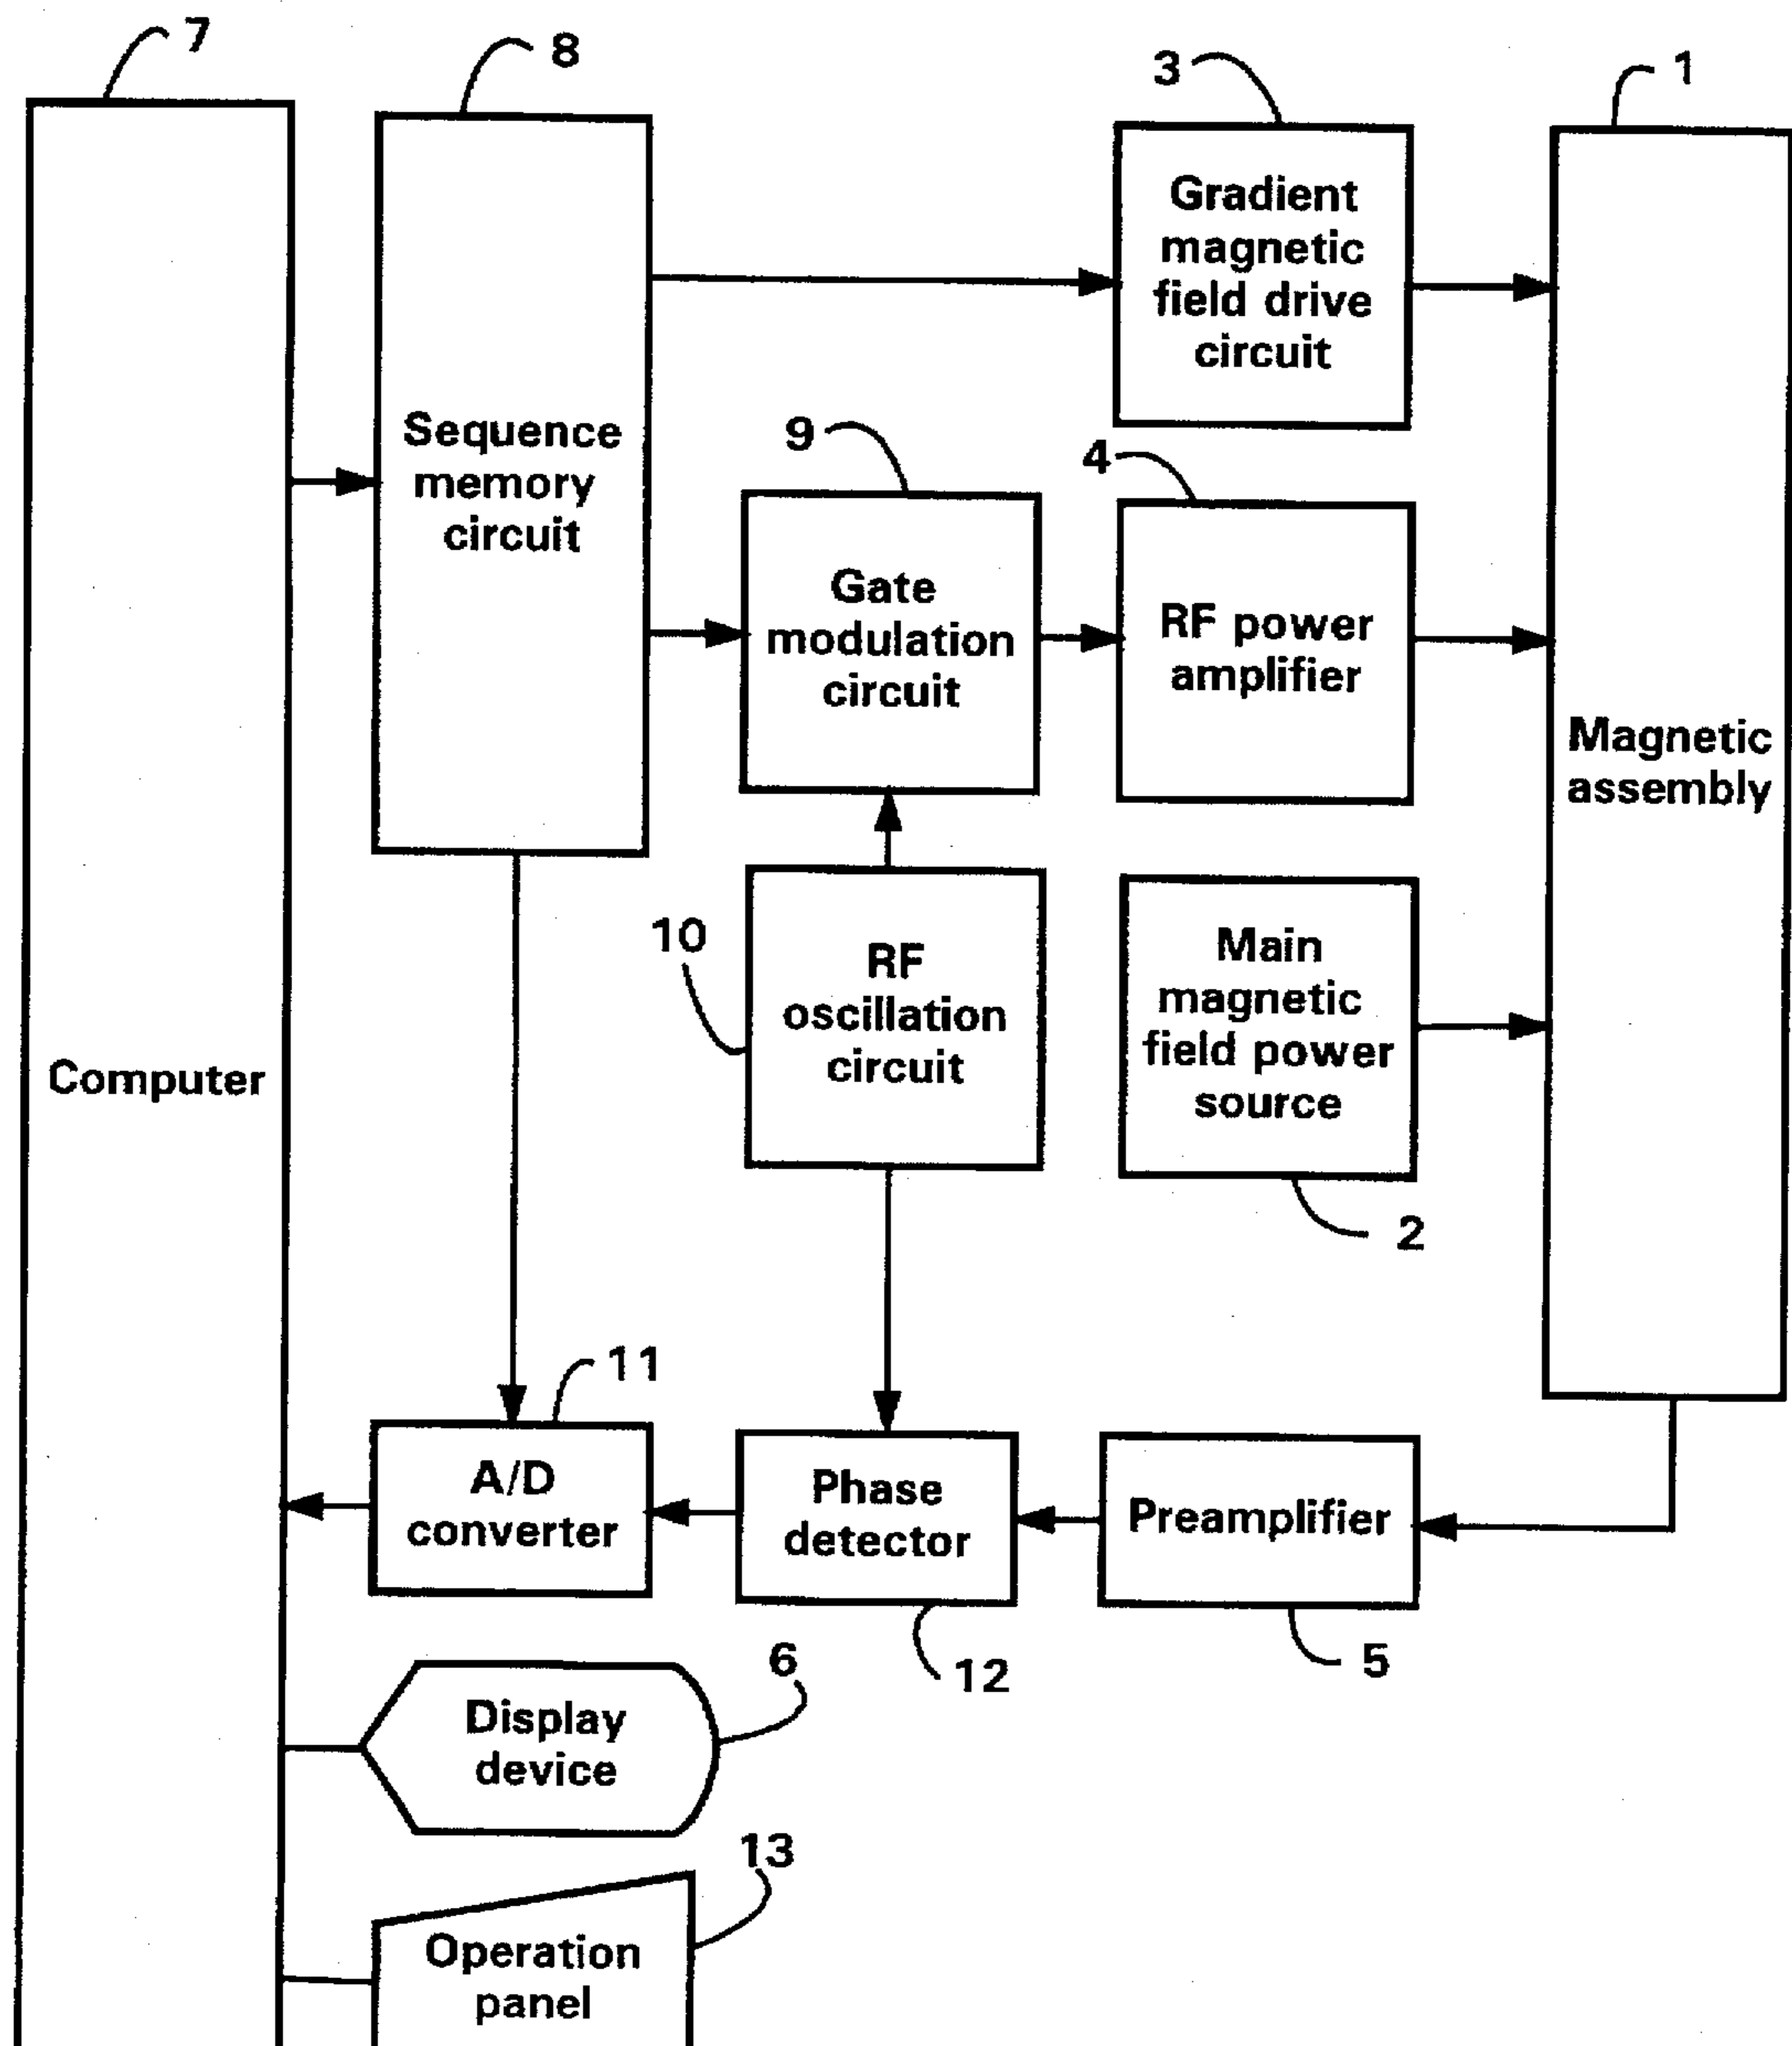 7
8
3
1
Gradient
magnetic
field drive
circuit
Sequence
memory
circuit
9
4
Gate
modulation
circuit
RF power
amplifier
Magnetic
assembly
10
RF
oscillation
circuit
Main
magnetic
field power
source
Computer
2
11
A/D
converter
Phase
detector
Preamplifier
12
5
6
Display
device
13
Operation
panel